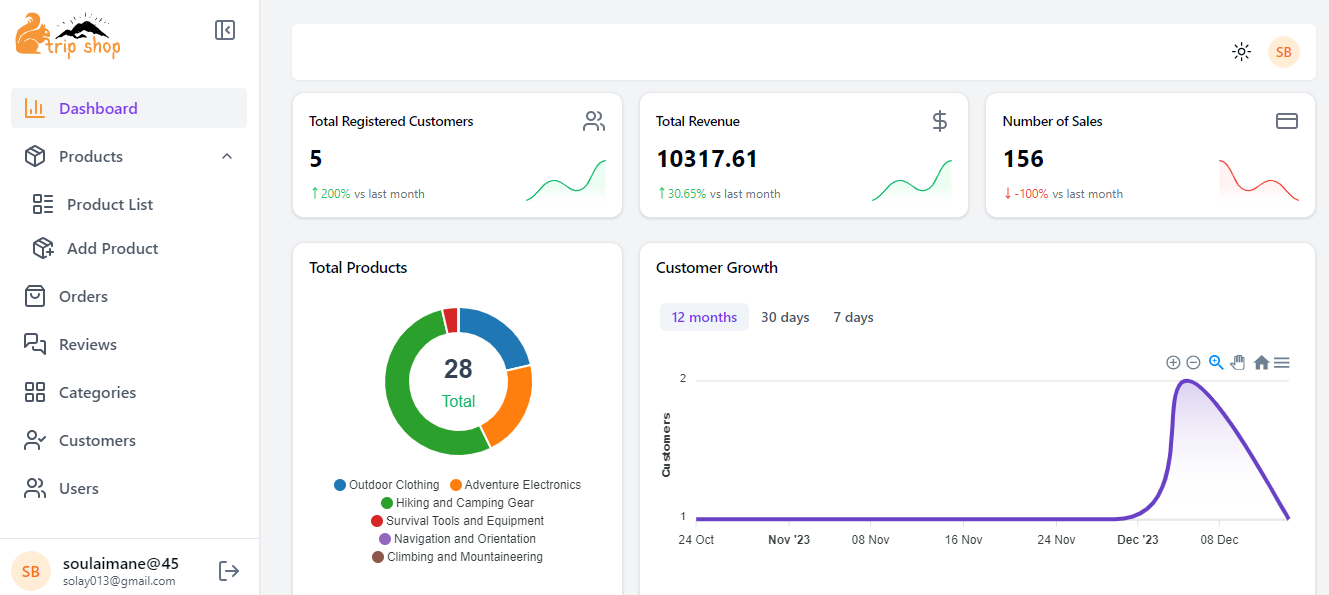 trip shop
SB
Dashboard
Products
Product List
Add Product
Orders
Reviews
Categories
Customers
Users
SB
soulaimane@45
solay013@gmail.com
Total Registered Customers
5
200% vs last month
Total Revenue
10317.61
30.65% vs last month
Number of Sales
156
-100% vs last month
Total Products
28
Total
Outdoor Clothing Adventure Electronics
Hiking and Camping Gear
Survival Tools and Equipment
Navigation and Orientation
Climbing and Mountaineering
Customer Growth
12 months 30 days 7 days
2
Customers
1
24 Oct Nov '23 08 Nov 16 Nov 24 Nov Dec '23 08 Dec